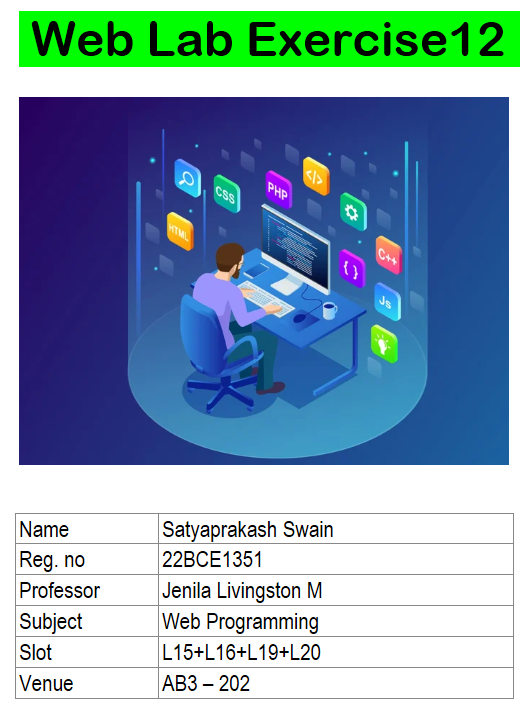 Web Lab Exercise12
</>
PHP
CSS
HTML
C++
{ }
Js
Name Satyaprakash Swain
Reg. no 22BCE1351
Professor Jenila Livingston M
Subject Web Programming
Slot L15+L16+L19+L20
Venue AB3 – 202